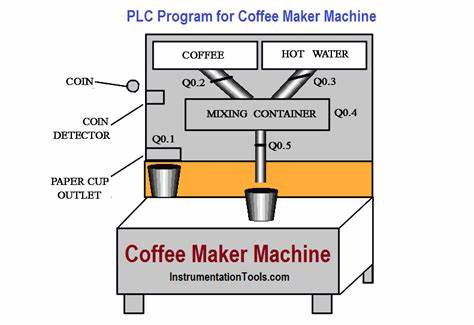 PLC Program for Coffee Maker Machine
COFFEE
HOT WATER
COIN
Q0.2
Q0.3
COIN
DETECTOR
MIXING CONTAINER
Q0.4
Q0.1
Q0.5
PAPER CUP
OUTLET
Coffee Maker Machine
InstrumentationTools.com